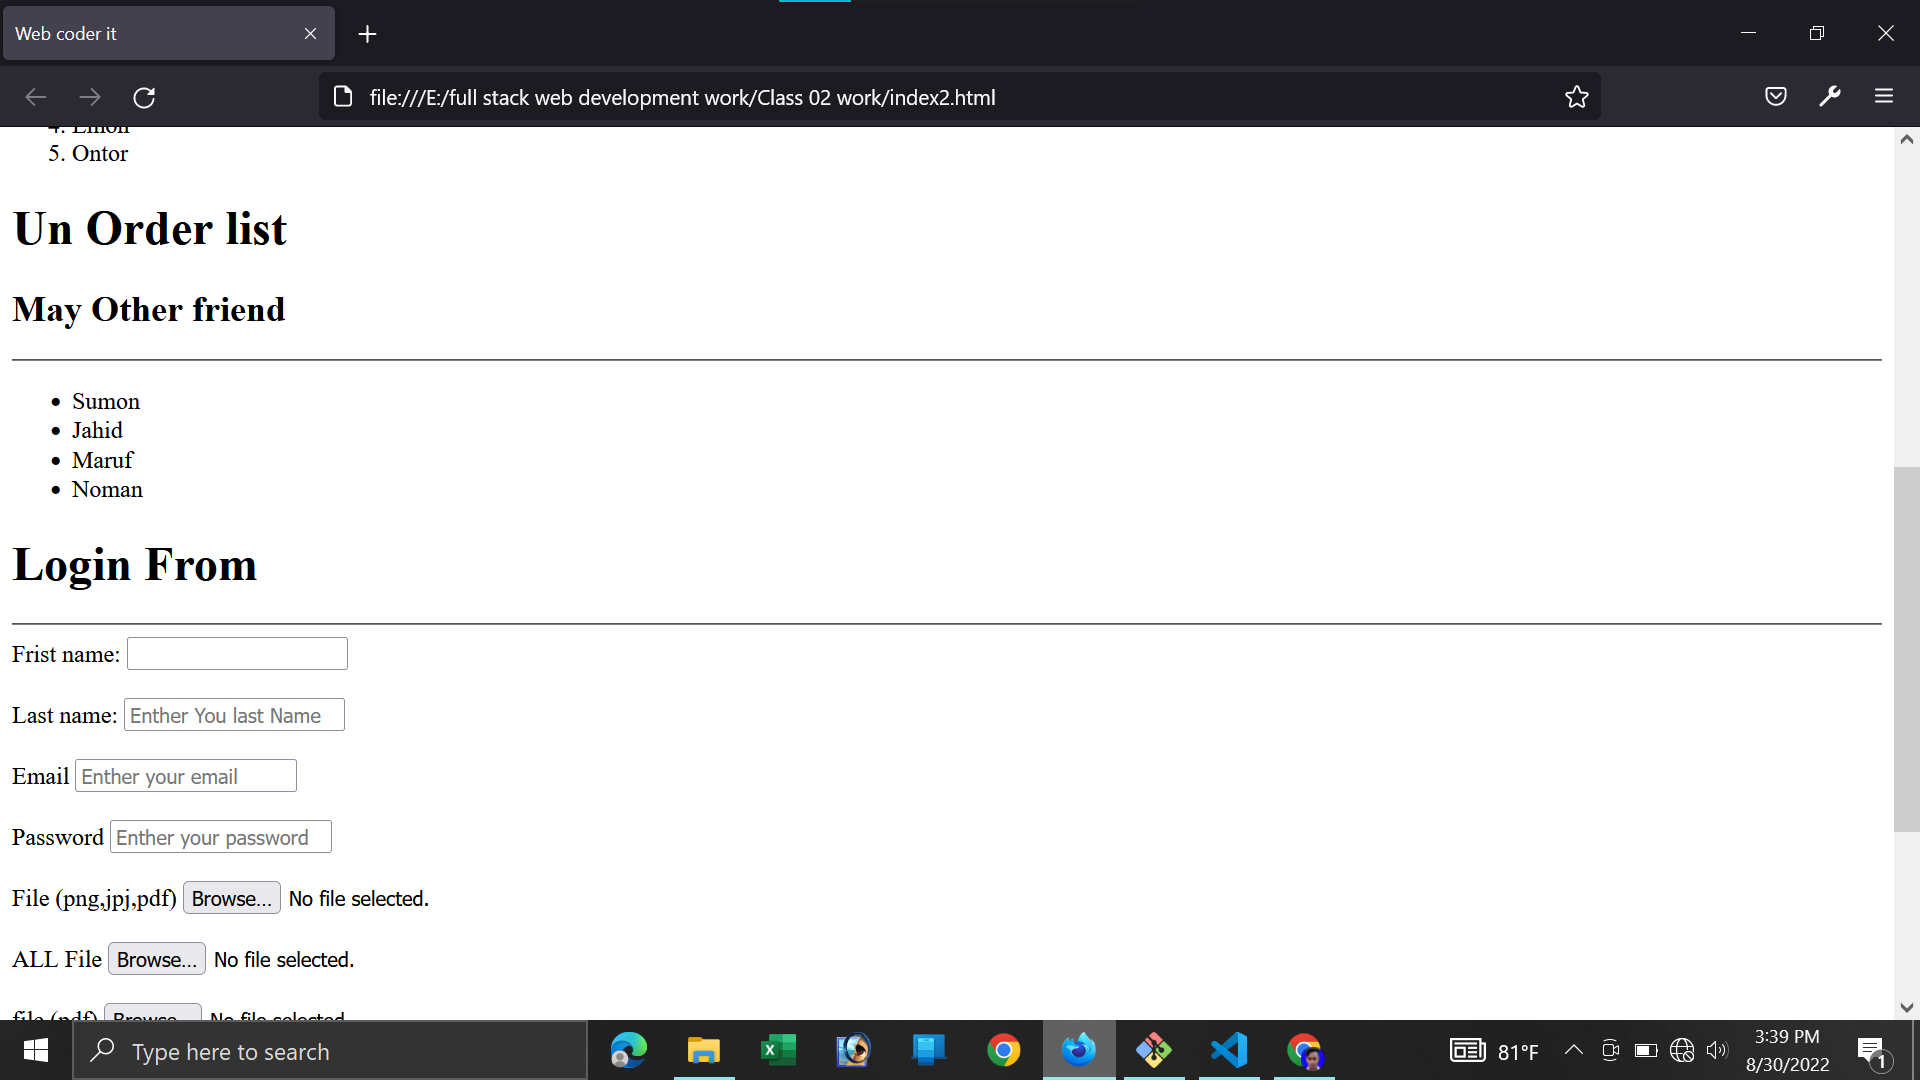 Web coder it
file:///E:/full stack web development work/Class 02 work/index2.html
4. Emon
5. Ontor
Un Order list
May Other friend
• Sumon
• Jahid
• Maruf
• Noman
Login From
Frist name:
Last name: Enther You last Name
Email Enther your email
Password Enther your password
File (png,jpj,pdf) Browse... No file selected.
ALL File Browse... No file selected.
file (pdf) Browse... No file selected.
Type here to search
81°F
3:39 PM
8/30/2022
1